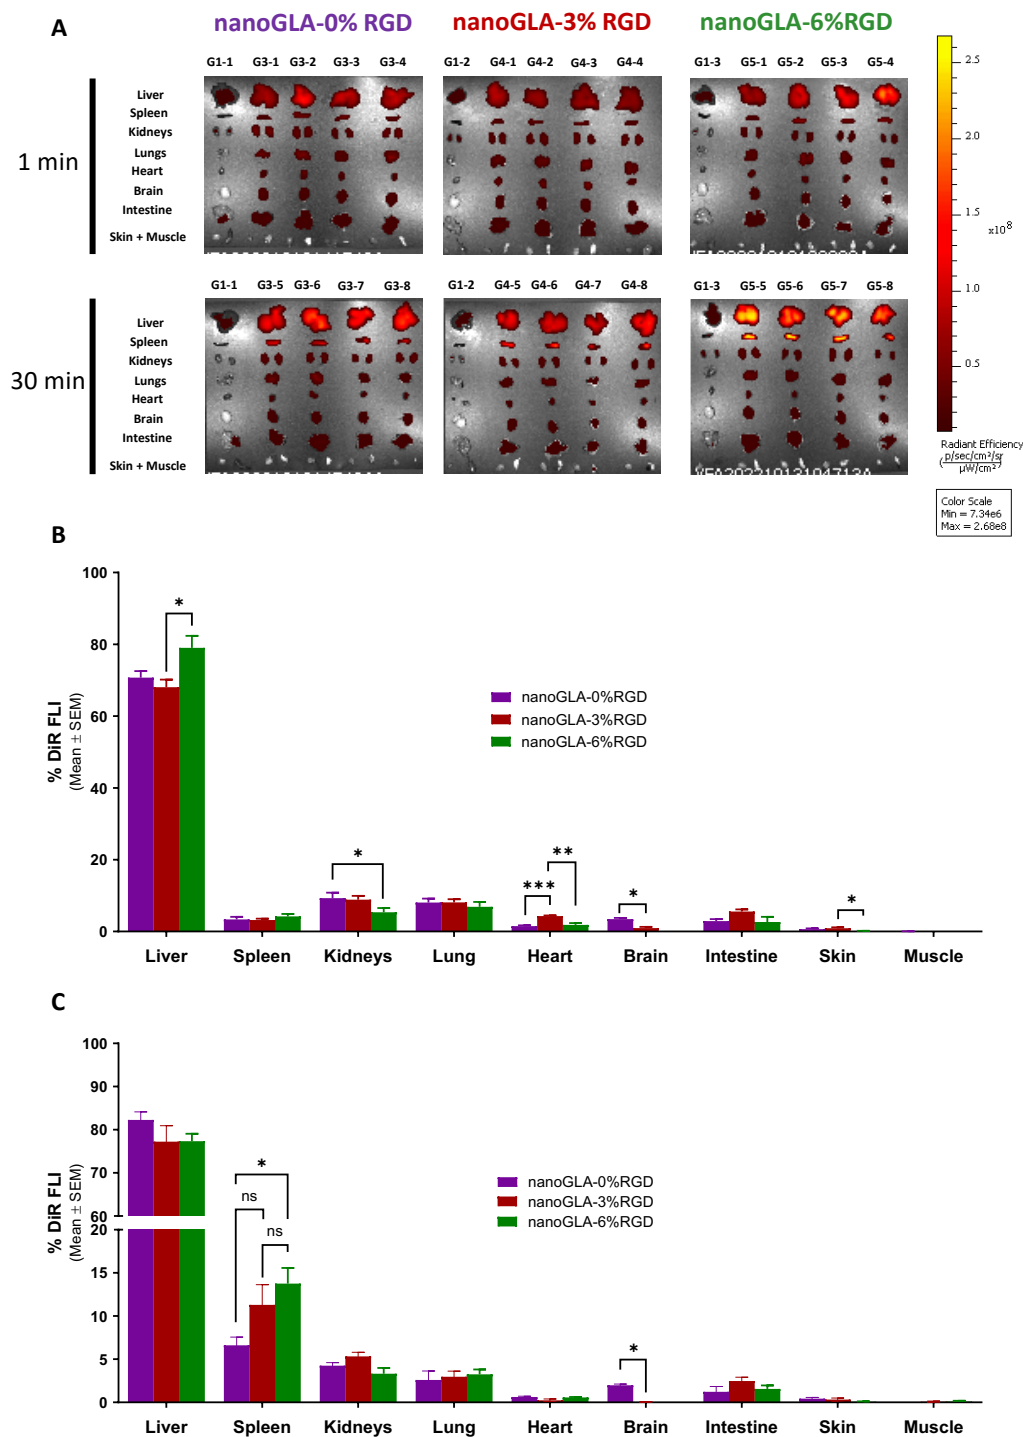 A
nanoGLA-0% RGD
nanoGLA-3% RGD
nanoGLA-6%RGD
G1-1 G3-1 G3-2 G3-3 G3-4
G1-2 G4-1 G4-2 G4-3 G4-4
G1-3 G5-1 G5-2 G5-3 G5-4
1 min
Liver
Spleen
Kidneys
Lungs
Heart
Brain
Intestine
Skin + Muscle
G1-1 G3-5 G3-6 G3-7 G3-8
G1-2 G4-5 G4-6 G4-7 G4-8
G1-3 G5-5 G5-6 G5-7 G5-8
30 min
Liver
Spleen
Kidneys
Lungs
Heart
Brain
Intestine
Skin + Muscle
2.5
2.0
1.5
x10⁸
1.0
0.5
Radiant Efficiency
(p/sec/cm²/sr
µW/cm²)
Color Scale
Min = 7.34e6
Max = 2.68e8
B
% DiR FLI
(Mean ± SEM)
100
80
60
40
20
0
*
*
***
**
*
*
nanoGLA-0%RGD
nanoGLA-3%RGD
nanoGLA-6%RGD
Liver Spleen Kidneys Lung Heart Brain Intestine Skin Muscle
C
% DiR FLI
(Mean ± SEM)
100
90
80
70
60
20
15
10
5
0
*
ns
ns
*
nanoGLA-0%RGD
nanoGLA-3%RGD
nanoGLA-6%RGD
Liver Spleen Kidneys Lung Heart Brain Intestine Skin Muscle